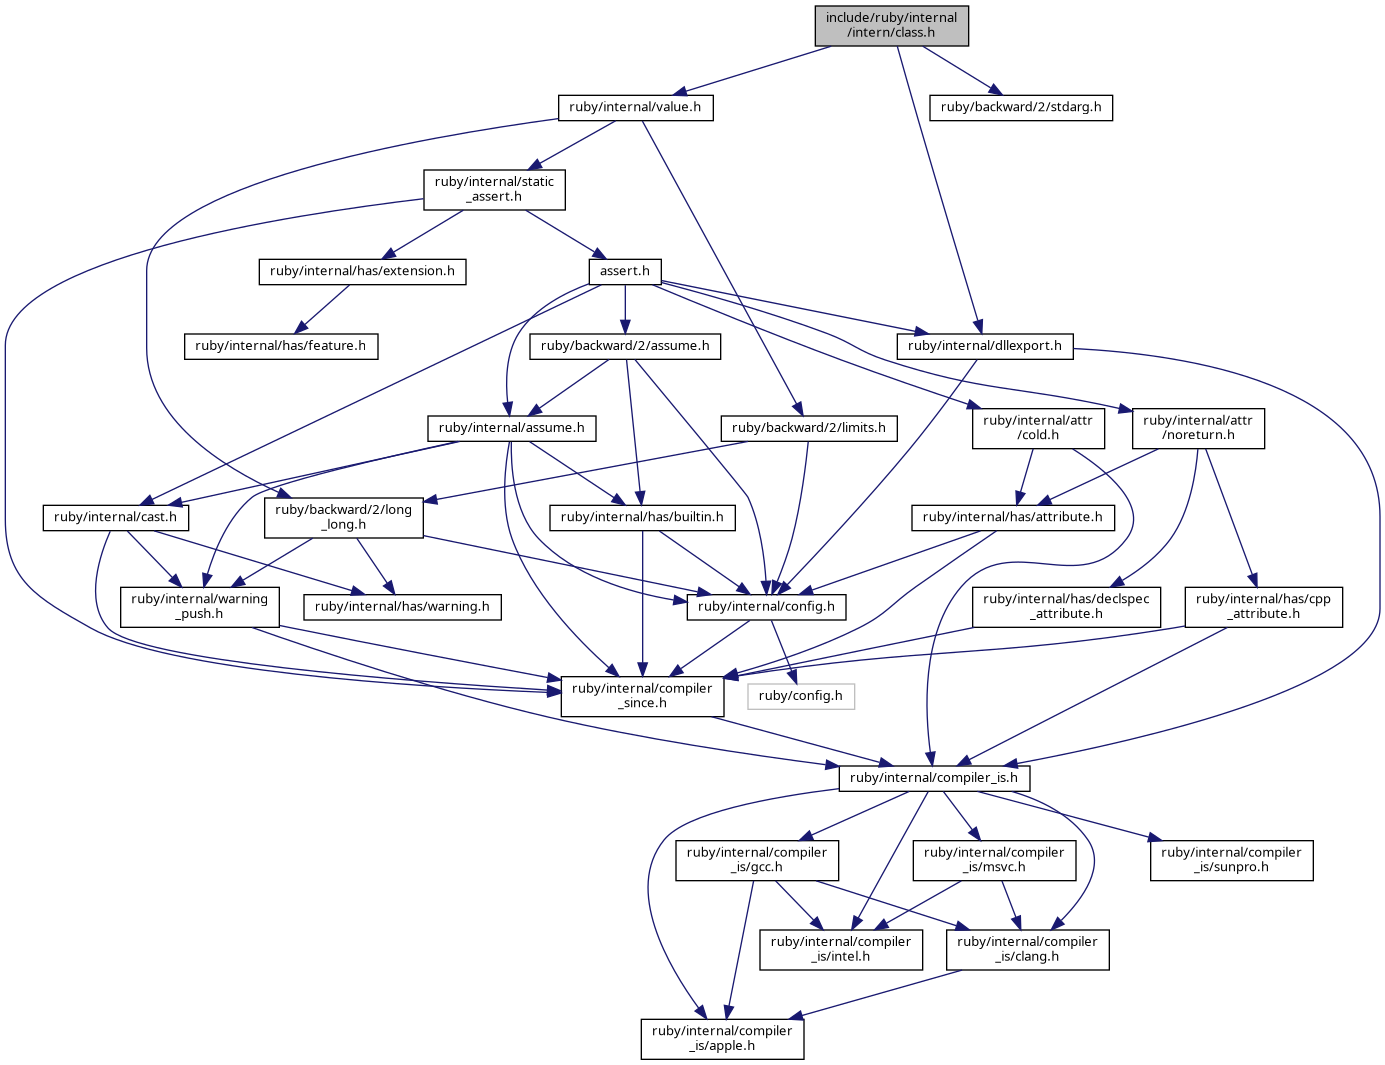 include/ruby/internal
/intern/class.h
ruby/internal/value.h
ruby/backward/2/stdarg.h
ruby/internal/static
_assert.h
ruby/internal/has/extension.h
assert.h
ruby/internal/has/feature.h
ruby/backward/2/assume.h
ruby/internal/dllexport.h
ruby/internal/assume.h
ruby/backward/2/limits.h
ruby/internal/attr
/cold.h
ruby/internal/attr
/noreturn.h
ruby/internal/cast.h
ruby/backward/2/long
_long.h
ruby/internal/has/builtin.h
ruby/internal/has/attribute.h
ruby/internal/warning
_push.h
ruby/internal/has/warning.h
ruby/internal/config.h
ruby/internal/has/declspec
_attribute.h
ruby/internal/has/cpp
_attribute.h
ruby/internal/compiler
_since.h
ruby/config.h
ruby/internal/compiler_is.h
ruby/internal/compiler
_is/gcc.h
ruby/internal/compiler
_is/msvc.h
ruby/internal/compiler
_is/sunpro.h
ruby/internal/compiler
_is/intel.h
ruby/internal/compiler
_is/clang.h
ruby/internal/compiler
_is/apple.h